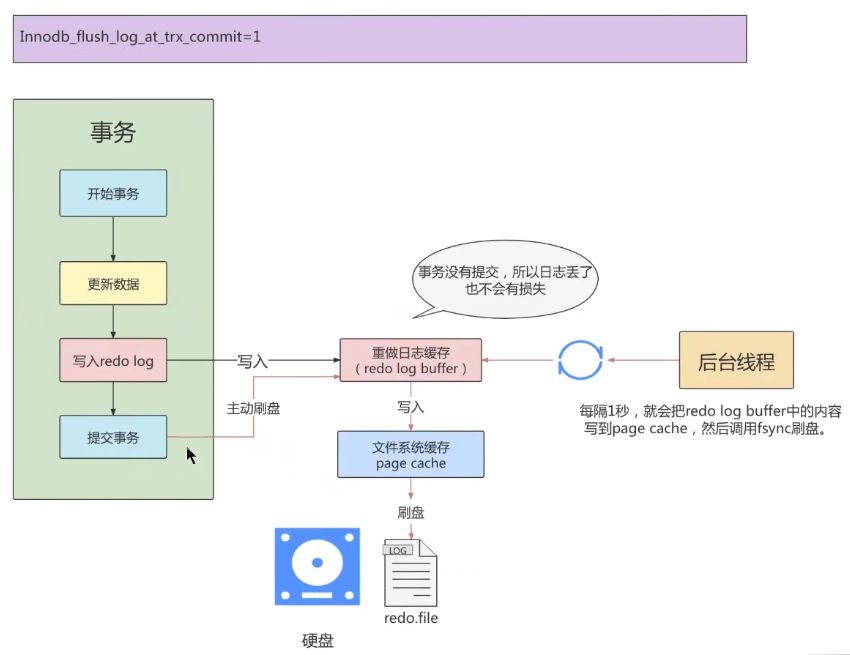 Innodb_flush_log_at_trx_commit=1
事务
开始事务
更新数据
写入redo log
提交事务
写入
主动刷盘
事务没有提交，所以日志丢了
也不会有损失
重做日志缓存
（redo log buffer）
写入
文件系统缓存
page cache
刷盘
LOG
redo.file
硬盘
后台线程
每隔1秒，就会把redo log buffer中的内容
写到page cache，然后调用fsync刷盘。